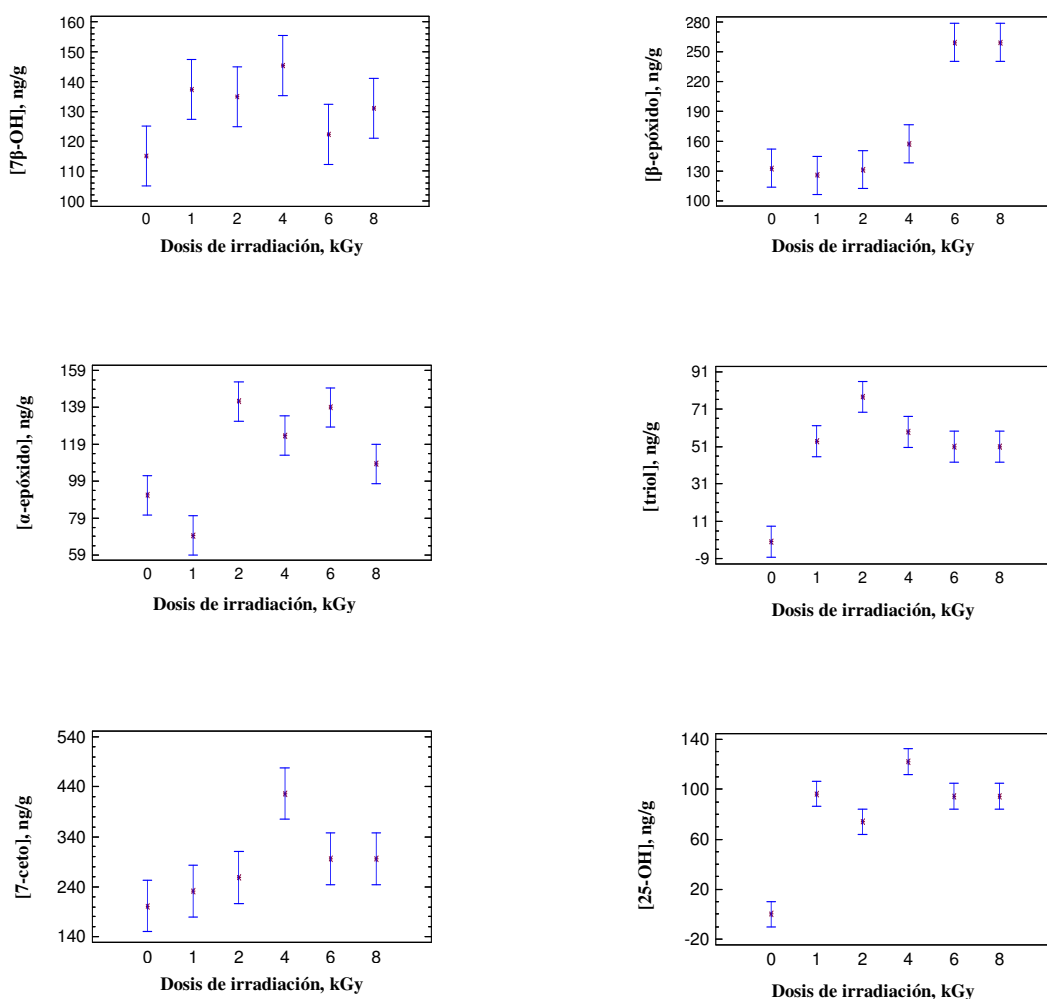 160
150
140
130
120
110
100
[7β-OH], ng/g
0 1 2 4 6 8
Dosis de irradiación, kGy
280
250
220
190
160
130
100
[β-epóxido], ng/g
0 1 2 4 6 8
Dosis de irradiación, kGy
159
139
119
99
79
59
[α-epóxido], ng/g
0 1 2 4 6 8
Dosis de irradiación, kGy
91
71
51
31
11
-9
[triol], ng/g
0 1 2 4 6 8
Dosis de irradiación, kGy
540
440
340
240
140
[7-ceto], ng/g
0 1 2 4 6 8
Dosis de irradiación, kGy
140
100
60
20
-20
[25-OH], ng/g
0 1 2 4 6 8
Dosis de irradiación, kGy